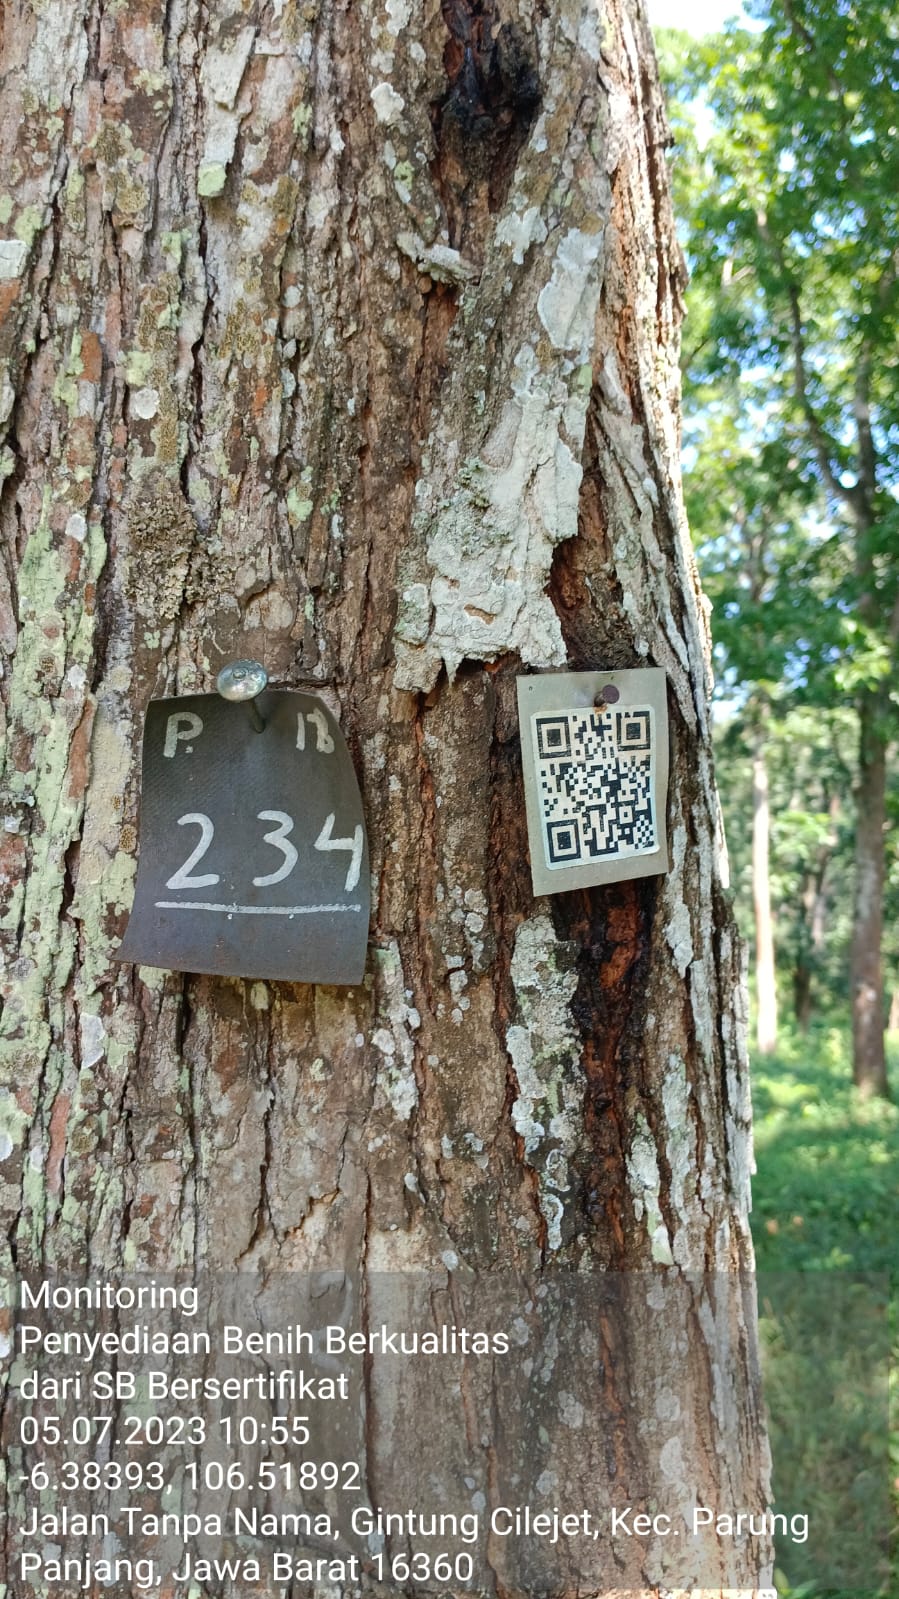 P. 18
234
Monitoring
Penyediaan Benih Berkualitas
dari SB Bersertifikat
05.07.2023 10:55
-6.38393, 106.51892
Jalan Tanpa Nama, Gintung Cilejet, Kec. Parung
Panjang, Jawa Barat 16360